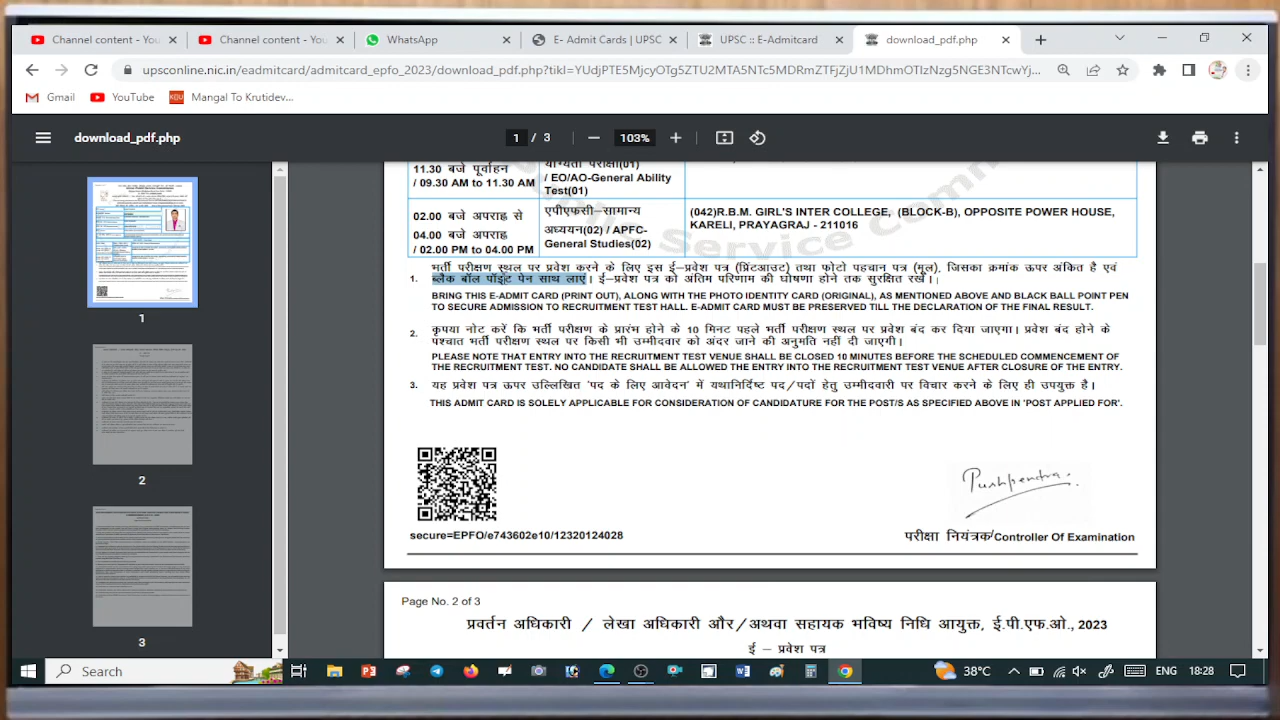 Channel content - You
Channel content - You
WhatsApp
E- Admit Cards | UPSC
UPSC :: E-Admitcard
download_pdf.php
Gmail
YouTube
KDU
Mangal To Krutidev...
download_pdf.php
1 / 3
103%
1
2
3
11.30 बजे पूर्वाहन
/ 09.30 AM to 11.30 AM
योग्यता परीक्षा(01)
/ EO/AO-General Ability
Test(01)
02.00 बजे अपराह्न से
04.00 बजे अपराह्न
/ 02.00 PM to 04.00 PM
एपीएफसी सामान्य
अध्ययन(02) / APFC-
General Studies(02)
(042)R.B.M. GIRL'S INTER COLLEGE, (BLOCK-B), OPPOSITE POWER HOUSE,
KARELI, PRAYAGRAJ - 211016
1. भर्ती परीक्षण स्थल पर प्रवेश करने के लिए इस ई-प्रवेश पत्र (प्रिंटआउट) तथा फोटो पहचान पत्र (मूल), जिसका क्रमांक ऊपर अंकित है एवं
ब्लैक बॉल पॉइंट पेन साथ लाएं। ई-प्रवेश पत्र को अंतिम परिणाम की घोषणा होने तक सुरक्षित रखें।
BRING THIS E-ADMIT CARD (PRINT OUT), ALONG WITH THE PHOTO IDENTITY CARD (ORIGINAL), AS MENTIONED ABOVE AND BLACK BALL POINT PEN
TO SECURE ADMISSION TO RECRUITMENT TEST HALL. E-ADMIT CARD MUST BE PRESERVED TILL THE DECLARATION OF THE FINAL RESULT.
2. कृपया नोट करें कि भर्ती परीक्षण के प्रारंभ होने के 10 मिनट पहले भर्ती परीक्षण स्थल पर प्रवेश बंद कर दिया जाएगा। प्रवेश बंद होने के
पश्चात भर्ती परीक्षण स्थल पर किसी भी उम्मीदवार को अंदर जाने की अनुमति नहीं दी जाएगी।
PLEASE NOTE THAT ENTRY INTO THE RECRUITMENT TEST VENUE SHALL BE CLOSED 10 MINUTES BEFORE THE SCHEDULED COMMENCEMENT OF
THE RECRUITMENT TEST. NO CANDIDATE SHALL BE ALLOWED THE ENTRY INTO THE RECRUITMENT TEST VENUE AFTER CLOSURE OF THE ENTRY.
3. यह प्रवेश पत्र ऊपर उल्लिखित 'पद के लिए आवेदन' में यथानिर्दिष्ट पद/पदों हेतु उम्मीदवारी पर विचार करने के लिए ही उपयुक्त है।
THIS ADMIT CARD IS SOLELY APPLICABLE FOR CONSIDERATION OF CANDIDATURE FOR THE POST/S AS SPECIFIED ABOVE IN 'POST APPLIED FOR'.
Pushpendra.
secure=EPFO/e743602e10/12320124028
परीक्षा नियंत्रक/Controller Of Examination
Page No. 2 of 3
प्रवर्तन अधिकारी / लेखा अधिकारी और/अथवा सहायक भविष्य निधि आयुक्त, ई.पी.एफ.ओ., 2023
ई - प्रवेश पत्र
Search
38°C
ENG
18:28